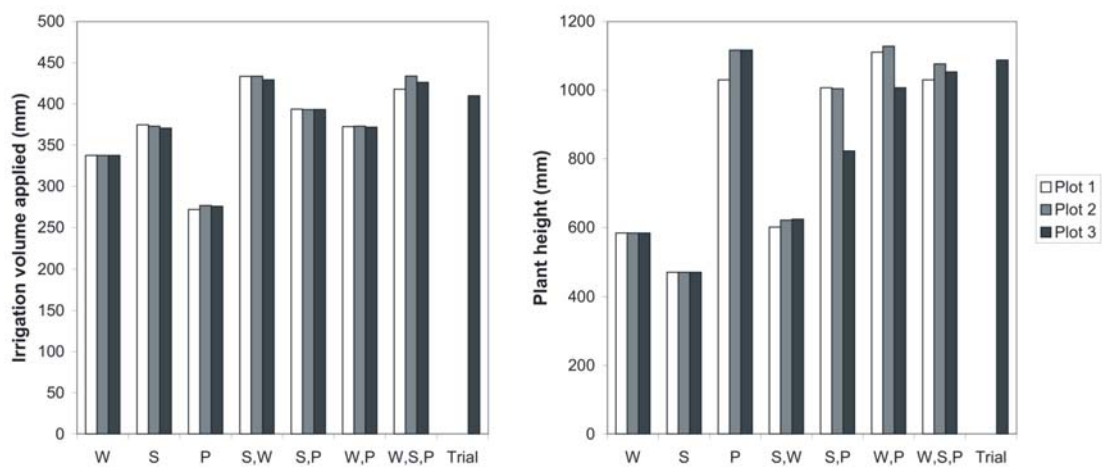 500
450
400
350
300
250
200
150
100
50
0
Irrigation volume applied (mm)
W S P S,W S,P W,P W,S,P Trial
1200
1000
800
600
400
200
0
Plant height (mm)
W S P S,W S,P W,P W,S,P Trial
Plot 1
Plot 2
Plot 3